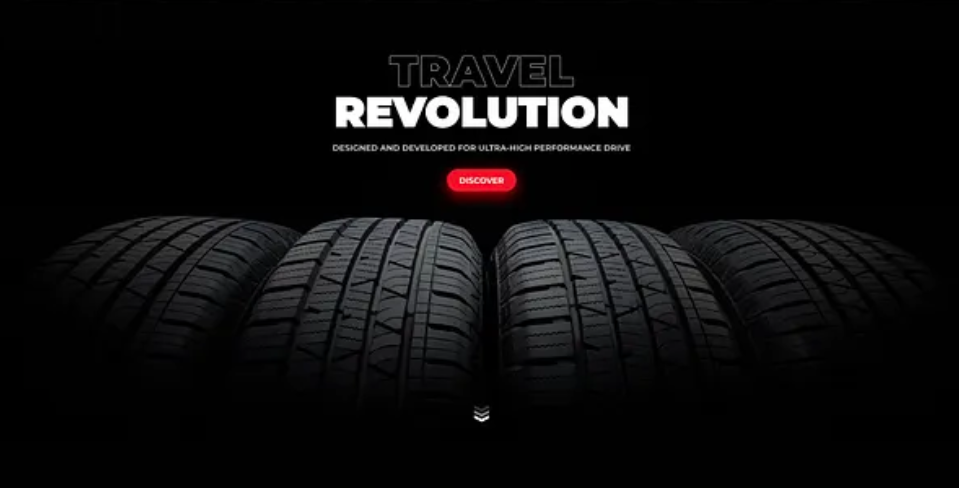 TRAVEL
REVOLUTION
DESIGNED AND DEVELOPED FOR ULTRA-HIGH PERFORMANCE DRIVE
DISCOVER